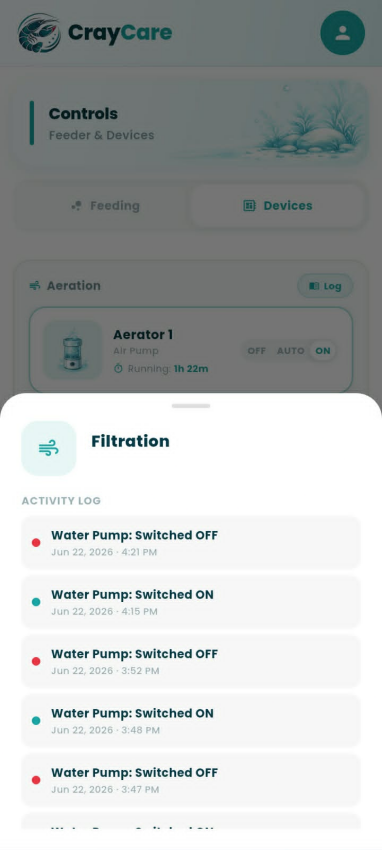 CrayCare
Controls
Feeder & Devices
Feeding
Devices
Aeration
Log
Aerator 1
Air Pump
Running: 1h 22m
OFF AUTO ON
Filtration
ACTIVITY LOG
Water Pump: Switched OFF
Jun 22, 2026 · 4:21 PM
Water Pump: Switched ON
Jun 22, 2026 · 4:15 PM
Water Pump: Switched OFF
Jun 22, 2026 · 3:52 PM
Water Pump: Switched ON
Jun 22, 2026 · 3:48 PM
Water Pump: Switched OFF
Jun 22, 2026 · 3:47 PM